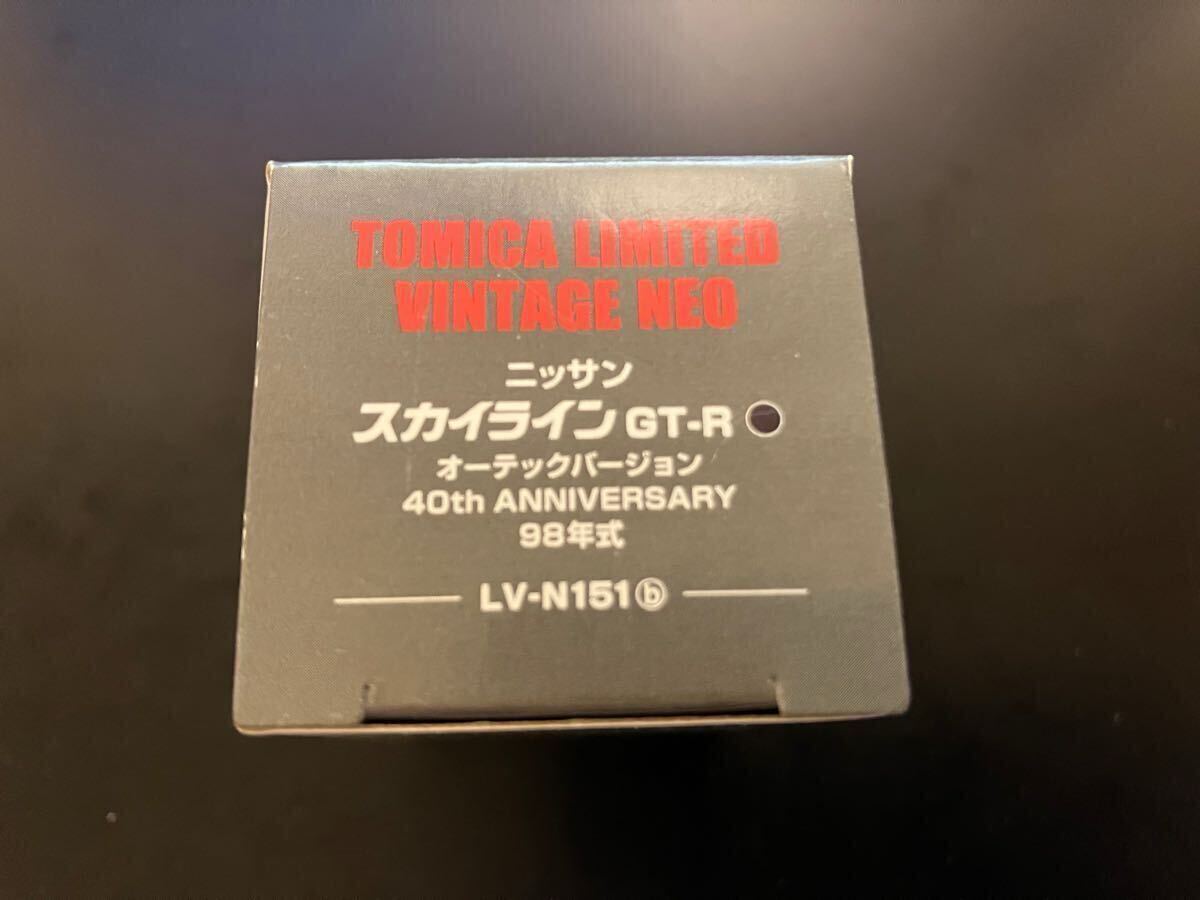 TOMICA LIMITED
VINTAGE NEO
ニッサン
スカイライン GT-R
オーテックバージョン
40th ANNIVERSARY
98年式
LV-N151ⓑ